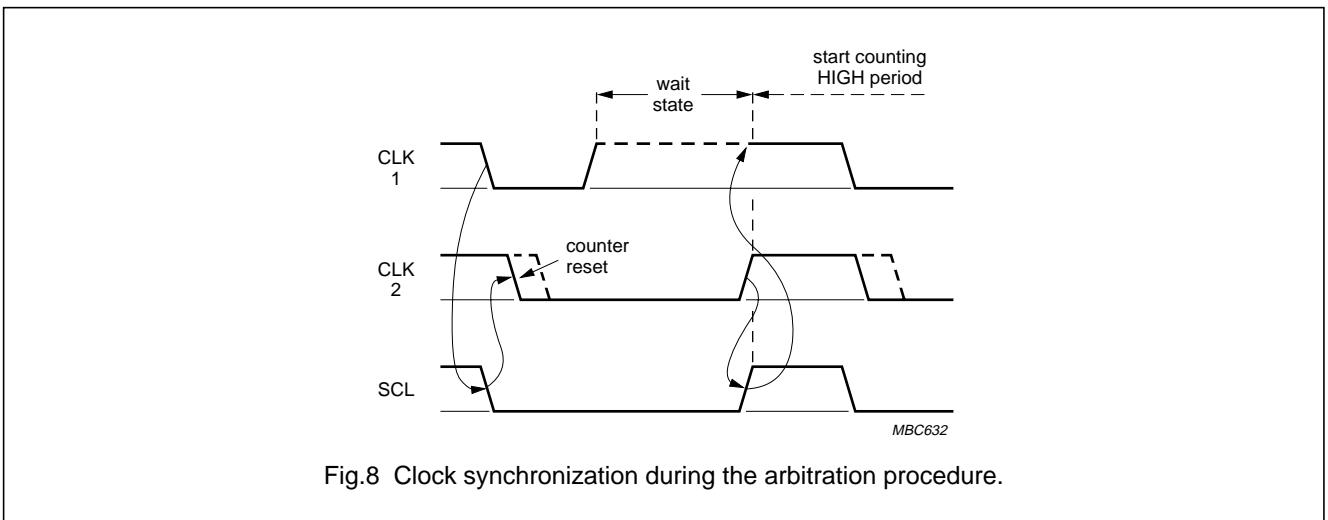 start counting
HIGH period
wait
state
CLK
1
counter
reset
CLK
2
SCL
MBC632
Fig.8 Clock synchronization during the arbitration procedure.